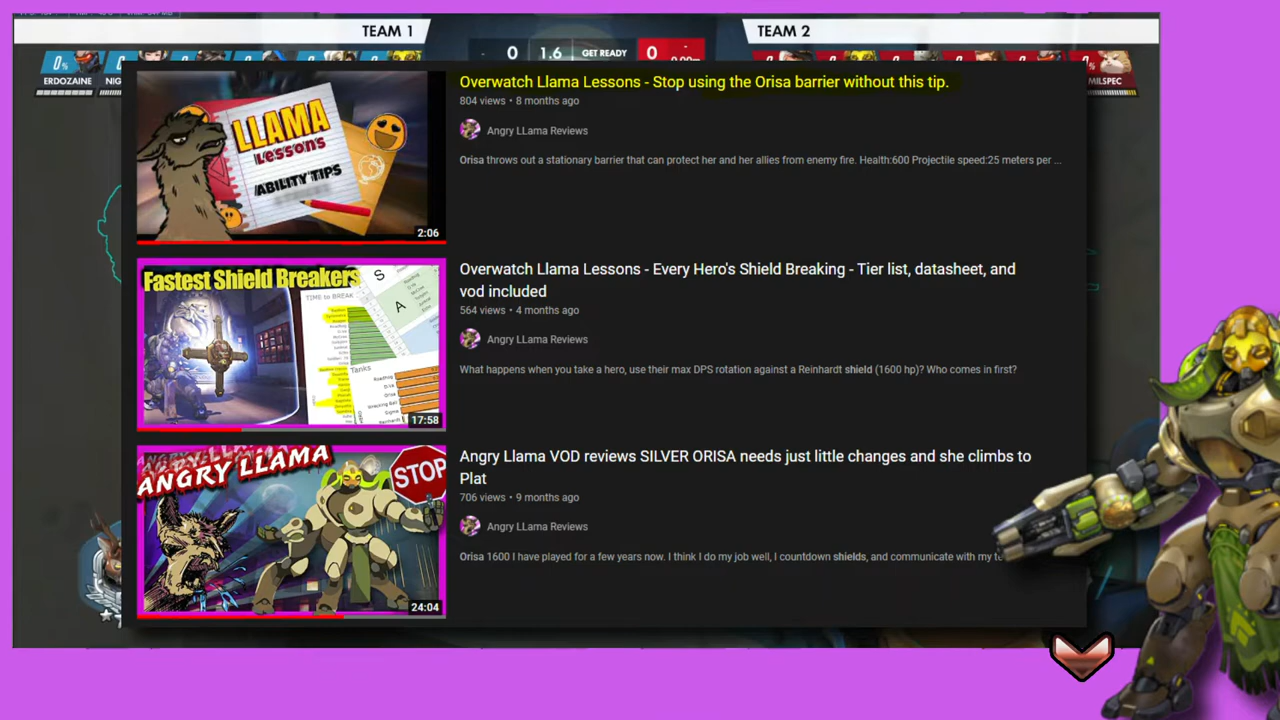 TEAM 1
TEAM 2
0 1.6 GET READY 0
0%
ERDOZAINE
NIG
MILSPEC
LLAMA
Lessons
ABILITY TIPS
2:06
Overwatch Llama Lessons - Stop using the Orisa barrier without this tip.
804 views • 8 months ago
Angry LLama Reviews
Orisa throws out a stationary barrier that can protect her and her allies from enemy fire. Health:600 Projectile speed:25 meters per ...
Fastest Shield Breakers
TIME to BREAK
S
A
Tanks
17:58
Overwatch Llama Lessons - Every Hero's Shield Breaking - Tier list, datasheet, and
vod included
564 views • 4 months ago
Angry LLama Reviews
What happens when you take a hero, use their max DPS rotation against a Reinhardt shield (1600 hp)? Who comes in first?
ANGRY LLAMA
STOP
24:04
Angry Llama VOD reviews SILVER ORISA needs just little changes and she climbs to
Plat
706 views • 9 months ago
Angry LLama Reviews
Orisa 1600 I have played for a few years now. I think I do my job well, I countdown shields, and communicate with my te